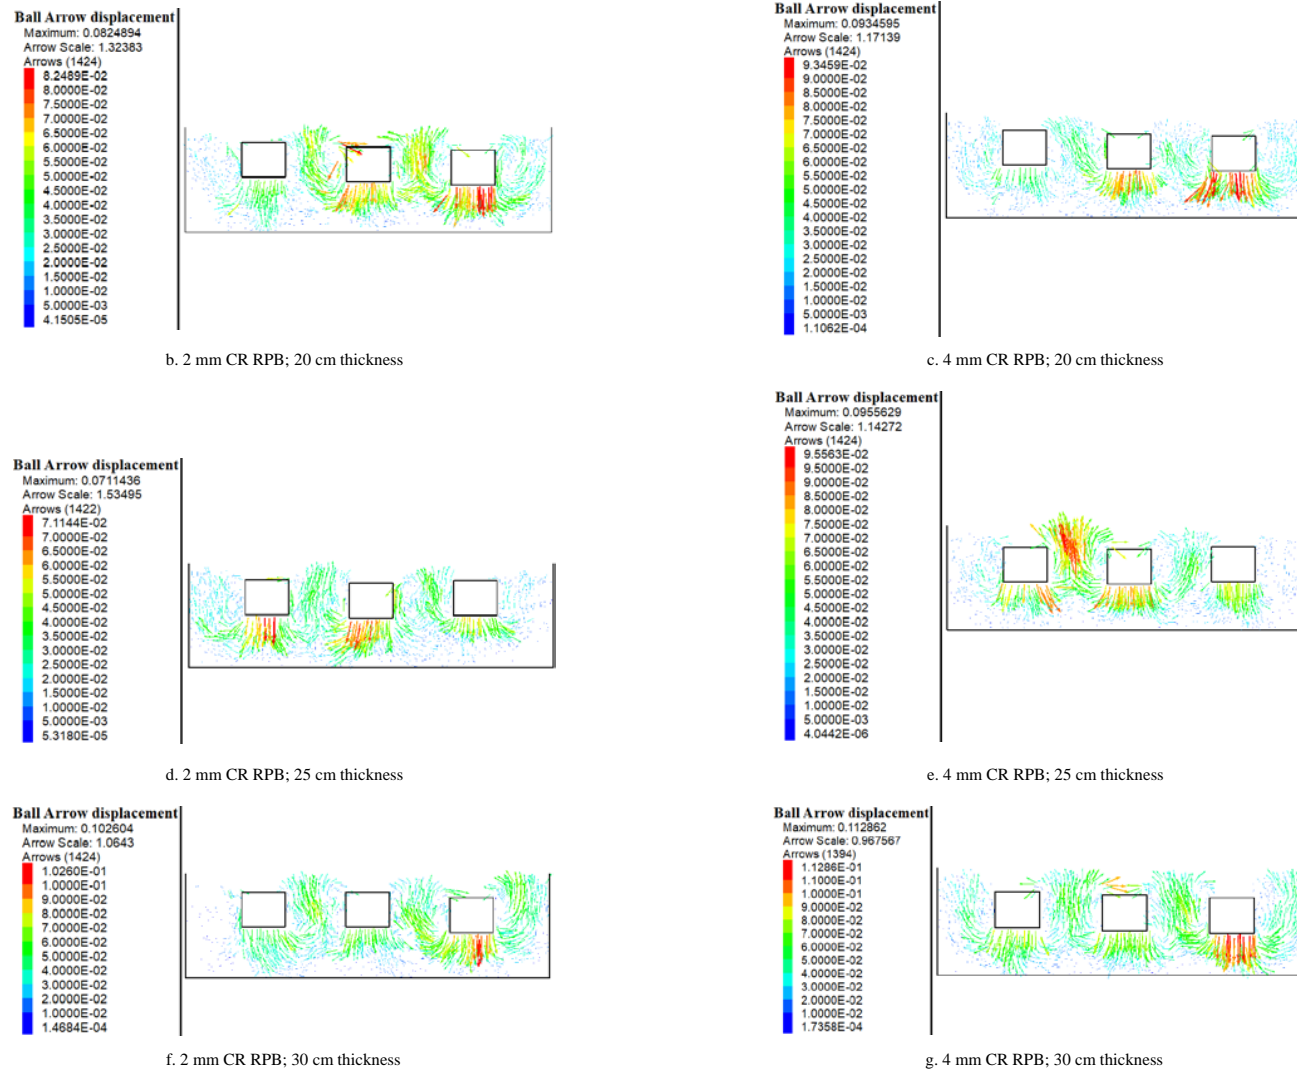 Ball Arrow displacement
Maximum: 0.0824894
Arrow Scale: 1.32383
Arrows (1424)
8.2489E-02
8.0000E-02
7.5000E-02
6.5000E-02
6.0000E-02
5.5000E-02
5.0000E-02
4.5000E-02
4.0000E-02
3.5000E-02
3.0000E-02
2.5000E-02
2.0000E-02
1.5000E-02
1.0000E-02
5.0000E-03
4.1505E-05
b. 2 mm CR RPB; 20 cm thickness
Ball Arrow displacement
Maximum: 0.0934595
Arrow Scale: 1.17139
Arrows (1424)
9.3459E-02
9.0000E-02
8.5000E-02
8.0000E-02
7.5000E-02
7.0000E-02
6.5000E-02
6.0000E-02
5.5000E-02
5.0000E-02
4.5000E-02
4.0000E-02
3.5000E-02
3.0000E-02
2.5000E-02
2.0000E-02
1.5000E-02
1.0000E-02
5.0000E-03
1.1062E-04
c. 4 mm CR RPB; 20 cm thickness
Ball Arrow displacement
Maximum: 0.0711436
Arrow Scale: 1.53495
Arrows (1422)
7.1144E-02
7.0000E-02
6.5000E-02
6.0000E-02
5.5000E-02
5.0000E-02
4.5000E-02
4.0000E-02
3.5000E-02
3.0000E-02
2.5000E-02
2.0000E-02
1.5000E-02
1.0000E-02
5.0000E-03
5.3180E-05
d. 2 mm CR RPB; 25 cm thickness
Ball Arrow displacement
Maximum: 0.0955629
Arrow Scale: 1.14272
Arrows (1424)
9.5563E-02
9.5000E-02
9.0000E-02
8.5000E-02
8.0000E-02
7.5000E-02
7.0000E-02
6.5000E-02
6.0000E-02
5.5000E-02
5.0000E-02
4.5000E-02
4.0000E-02
3.5000E-02
3.0000E-02
2.5000E-02
2.0000E-02
1.5000E-02
1.0000E-02
5.0000E-03
4.0442E-06
e. 4 mm CR RPB; 25 cm thickness
Ball Arrow displacement
Maximum: 0.102604
Arrow Scale: 1.0643
Arrows (1424)
1.0260E-01
1.0000E-01
9.0000E-02
8.0000E-02
7.0000E-02
6.0000E-02
5.0000E-02
4.0000E-02
3.0000E-02
2.0000E-02
1.0000E-02
1.4684E-04
f. 2 mm CR RPB; 30 cm thickness
Ball Arrow displacement
Maximum: 0.112862
Arrow Scale: 0.967567
Arrows (1394)
1.1286E-01
1.1000E-01
1.0000E-01
9.0000E-02
8.0000E-02
7.0000E-02
6.0000E-02
5.0000E-02
4.0000E-02
3.0000E-02
2.0000E-02
1.0000E-02
1.7358E-04
g. 4 mm CR RPB; 30 cm thickness